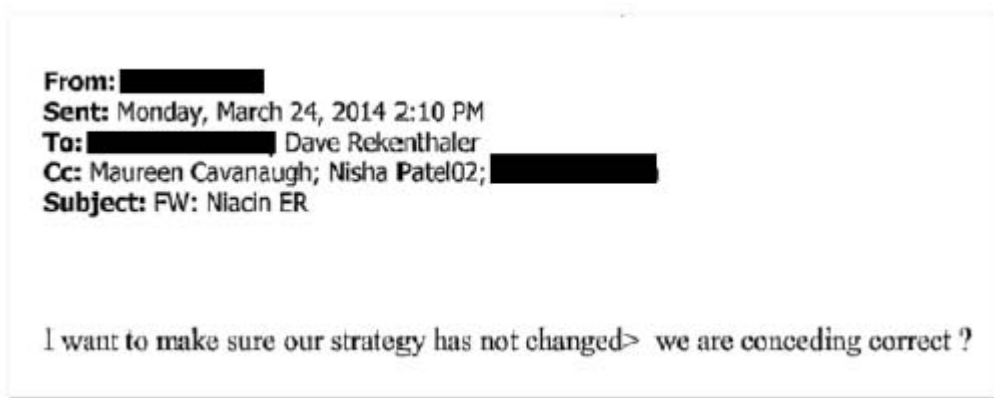 From:
Sent: Monday, March 24, 2014 2:10 PM
To: Dave Rekenthaler
Cc: Maureen Cavanaugh; Nisha Patel02;
Subject: FW: Niacin ER
I want to make sure our strategy has not changed> we are conceding correct ?